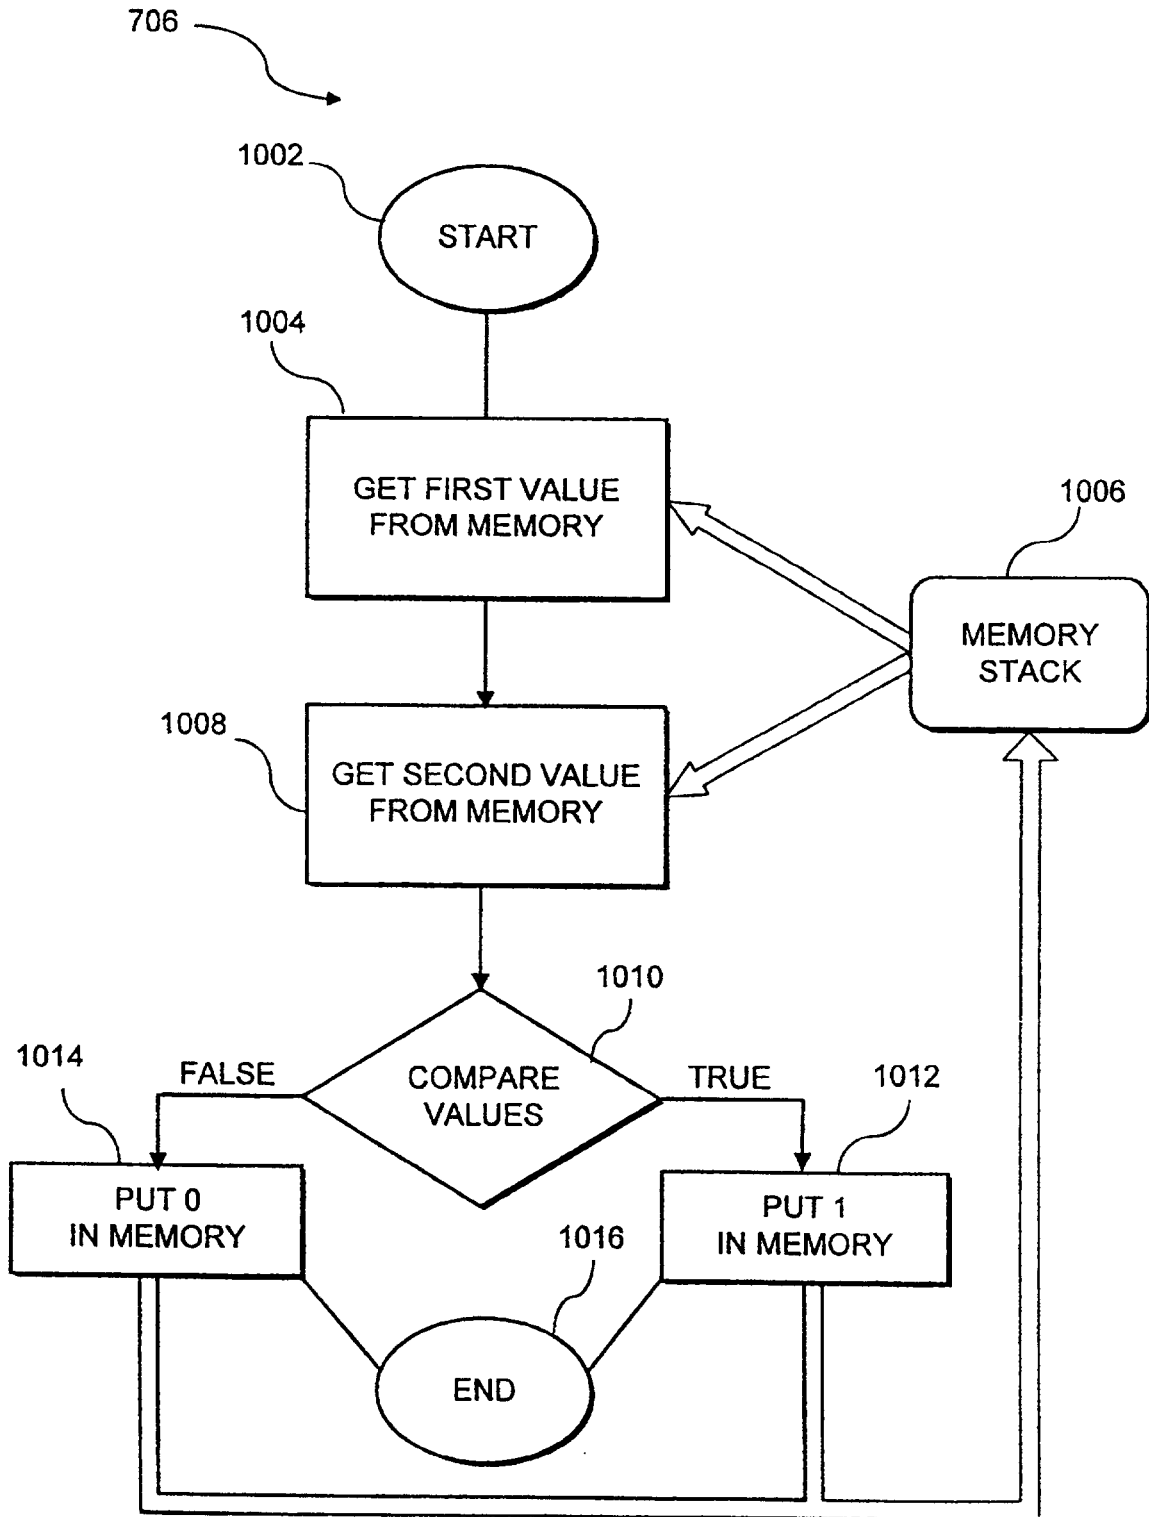 706
1002
START
1004
GET FIRST VALUE
FROM MEMORY
1006
MEMORY
STACK
1008
GET SECOND VALUE
FROM MEMORY
1010
COMPARE
VALUES
FALSE
TRUE
1014
PUT 0
IN MEMORY
1012
PUT 1
IN MEMORY
1016
END